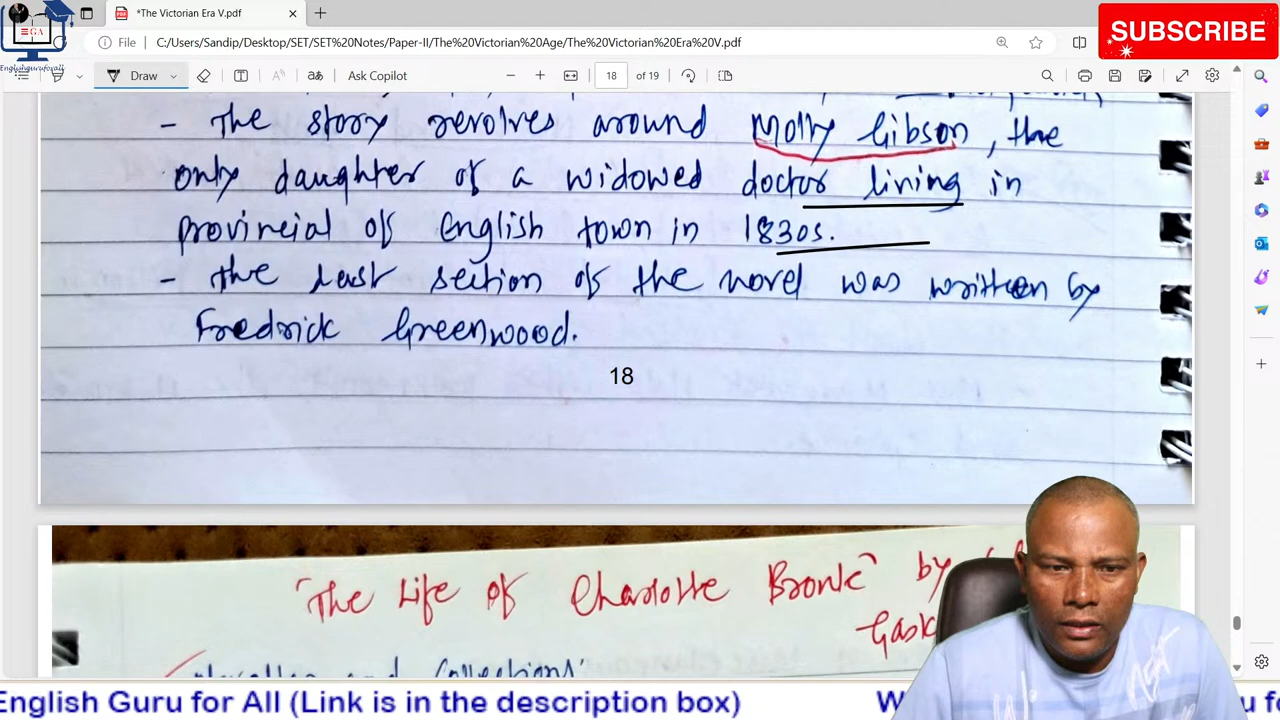 *The Victorian Era V.pdf
SUBSCRIBE
EGA
Englishguruforall
File
C:/Users/Sandip/Desktop/SET/SET%20Notes/Paper-II/The%20Victorian%20Age/The%20Victorian%20Era%20V.pdf
Draw
Ask Copilot
18 of 19
- The story revolves around Molly Gibson, the
only daughter of a widowed doctor living in
provincial of English town in 1830s.
- The last section of the novel was written by
Fredrick Greenwood.
18
"The Life of Charlotte Bronte" by
Gask
and Collections'
English Guru for All (Link is in the description box)